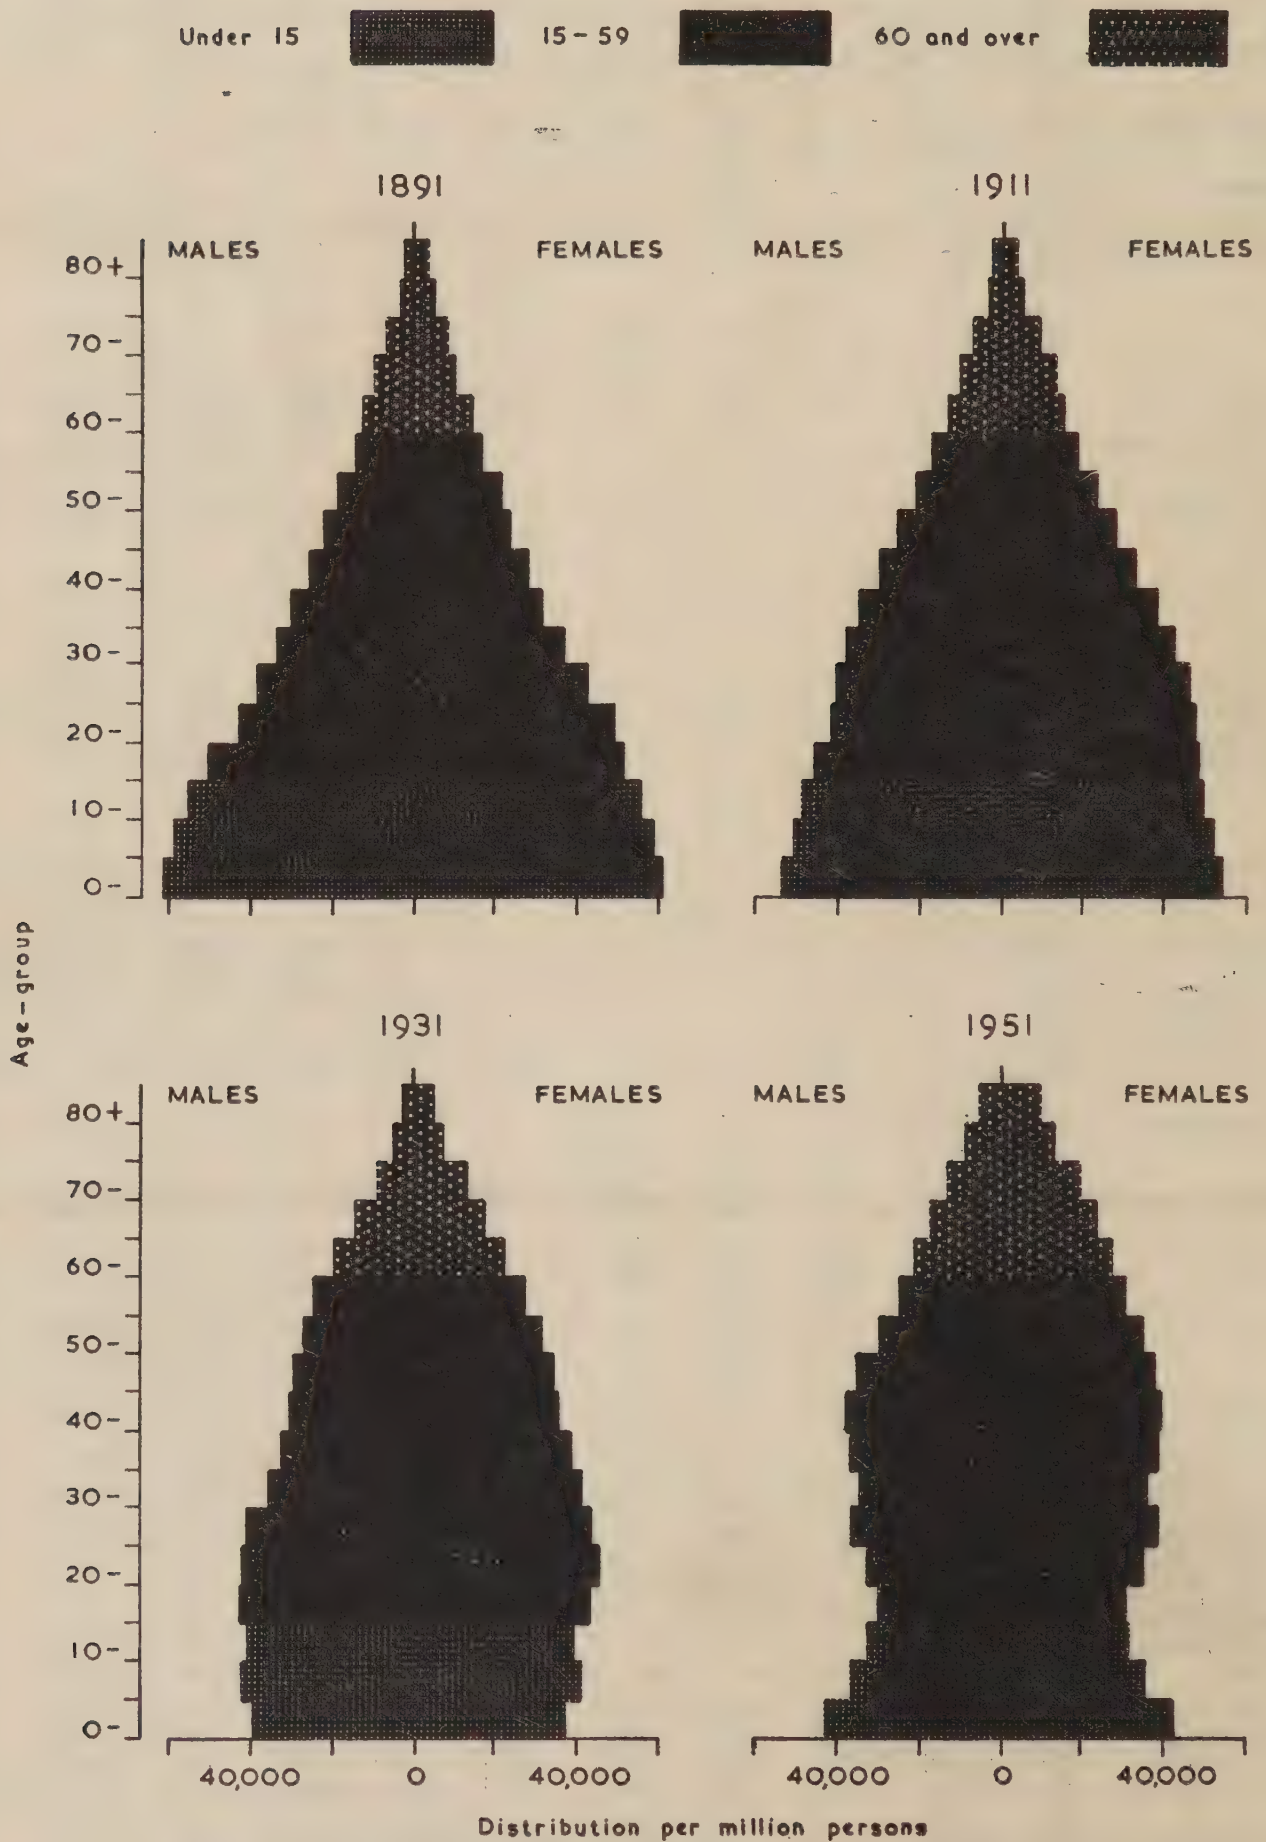 Under 15
15-59
60 and over
1891
1911
MALES
FEMALES
MALES
FEMALES
80+
70-
60-
50-
40-
30-
20-
10-
0-
Age-group
1931
1951
MALES
FEMALES
MALES
FEMALES
80+
70-
60-
50-
40-
30-
20-
10-
0-
40,000 0 40,000
40,000 0 40,000
Distribution per million persons